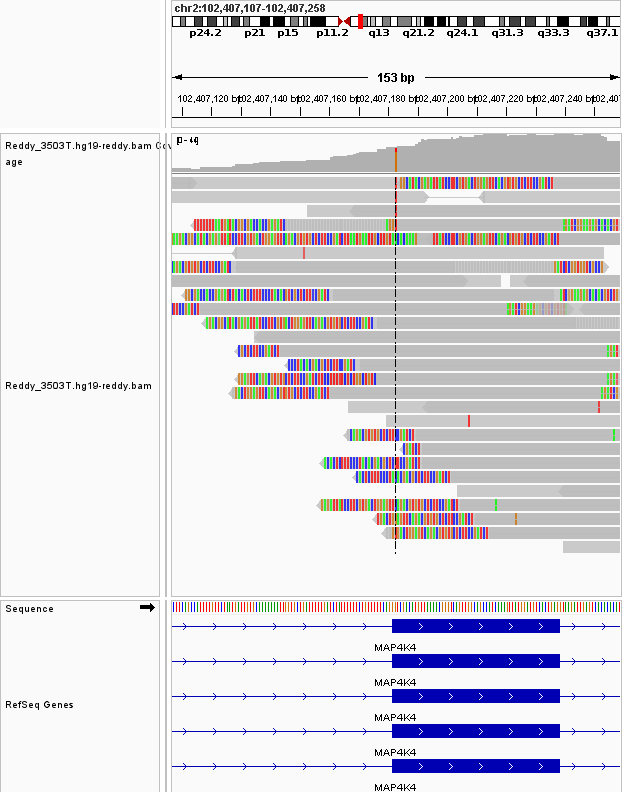 chr2:102,407,107-102,407,258
p24.2 p21 p15 p11.2 q13 q21.2 q24.1 q31.3 q33.3 q37.1
153 bp
102,407,120 bp 102,407,140 bp 102,407,160 bp 102,407,180 bp 102,407,200 bp 102,407,220 bp 102,407,240 bp 102,407
[0 - 44]
Reddy_3503T.hg19-reddy.bam Cov
age
Reddy_3503T.hg19-reddy.bam
Sequence
MAP4K4
MAP4K4
RefSeq Genes
MAP4K4
MAP4K4
MAP4K4